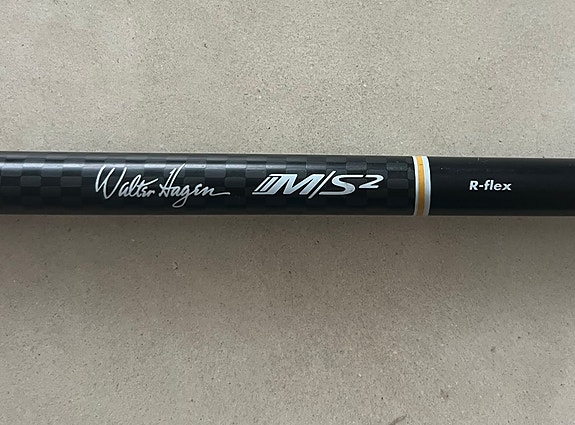 Walter Hagen M/S² R-flex